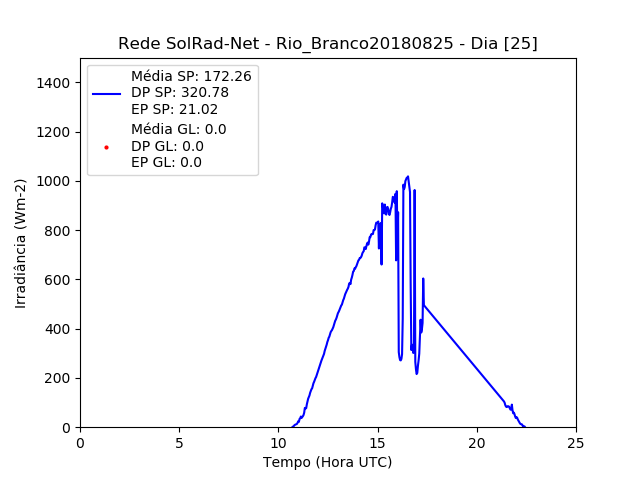 Rede SolRad-Net - Rio_Branco20180825 - Dia [25]
Média SP: 172.26
DP SP: 320.78
EP SP: 21.02
Média GL: 0.0
DP GL: 0.0
EP GL: 0.0
Irradiância (Wm-2)
1400
1200
1000
800
600
400
200
0
0 5 10 15 20 25
Tempo (Hora UTC)